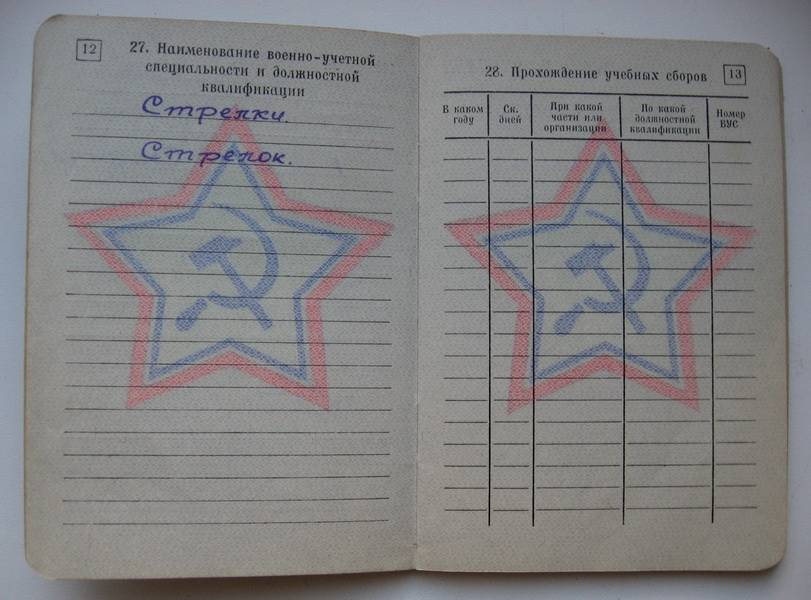 12
27. Наименование военно-учетной
специальности и должностной
квалификации
Стрелки.
Стрелок.
28. Прохождение учебных сборов
13
В каком году
Ск. дней
При какой части или организации
По какой должностной квалификации
Номер ВУС